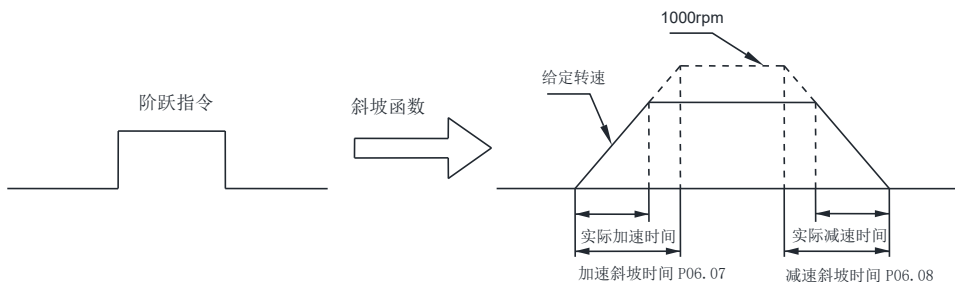 阶跃指令
斜坡函数
1000rpm
给定转速
实际加速时间
实际减速时间
加速斜坡时间 P06.07
减速斜坡时间 P06.08